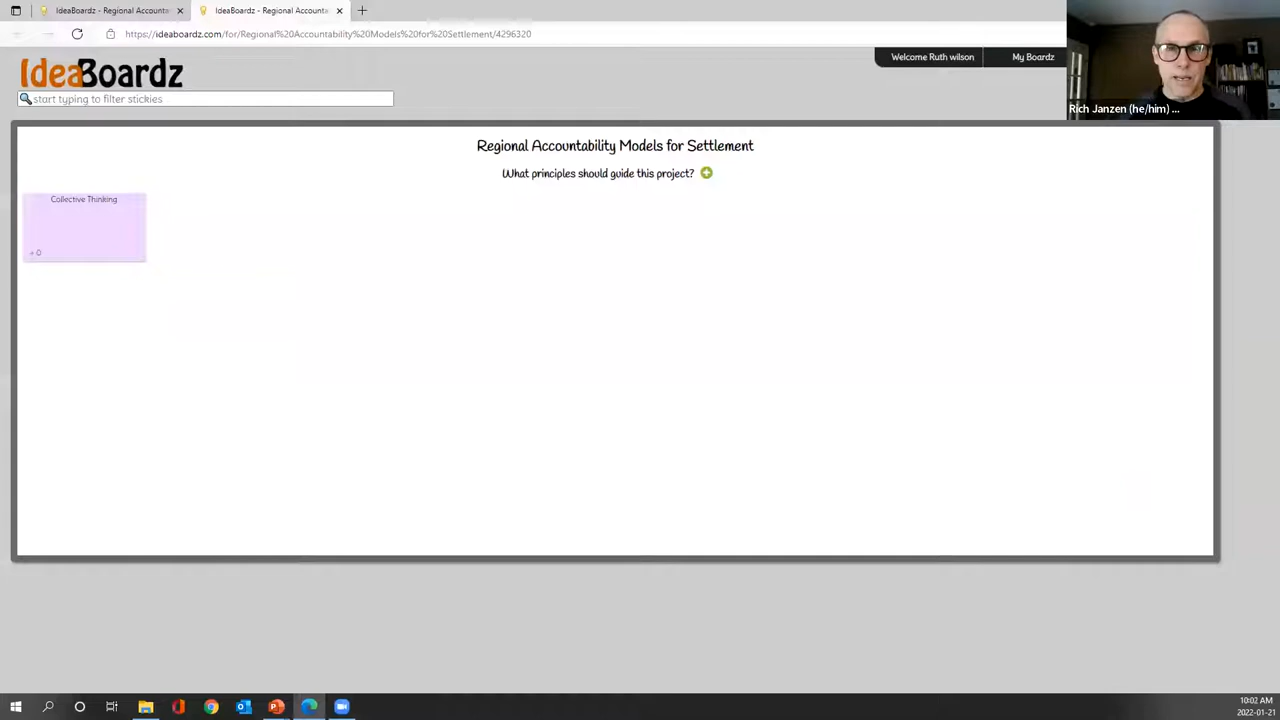 IdeaBoardz - Regional Accounta
IdeaBoardz - Regional Accounta
https://ideaboardz.com/for/Regional%20Accountability%20Models%20for%20Settlement/4296320
IdeaBoardz
Welcome Ruth wilson
My Boardz
start typing to filter stickies
Rich Janzen (he/him) ...
Regional Accountability Models for Settlement
What principles should guide this project?
Collective Thinking
+ 0
10:02 AM
2022-01-21